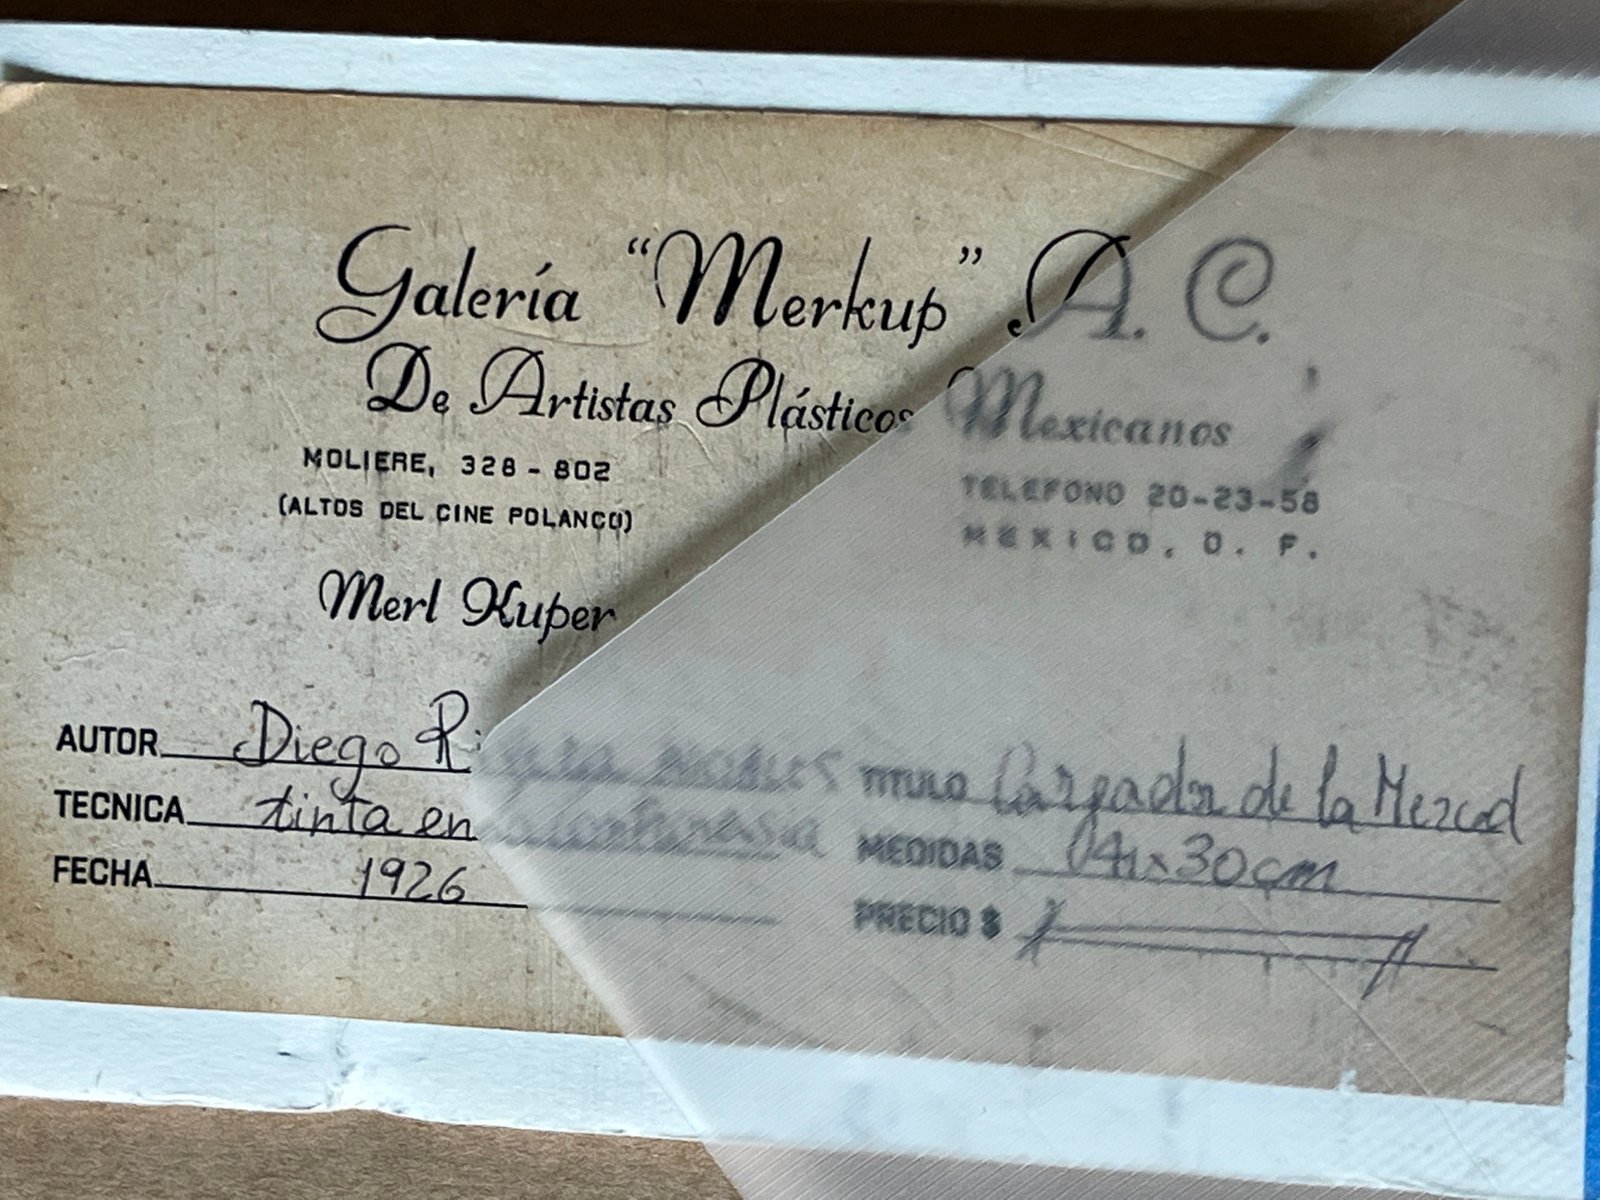 Galería "Merkup" A. C.
De Artistas Plásticos Mexicanos
MOLIERE, 328 - 802
TELEFONO 20-23-58
(ALTOS DEL CINE POLANCO)
MEXICO, D. F.
Merl Kuper
AUTOR Diego
TITULO Cargador de la Merced
TECNICA tinta en
MEDIDAS 30 cm
FECHA 1926
PRECIO $